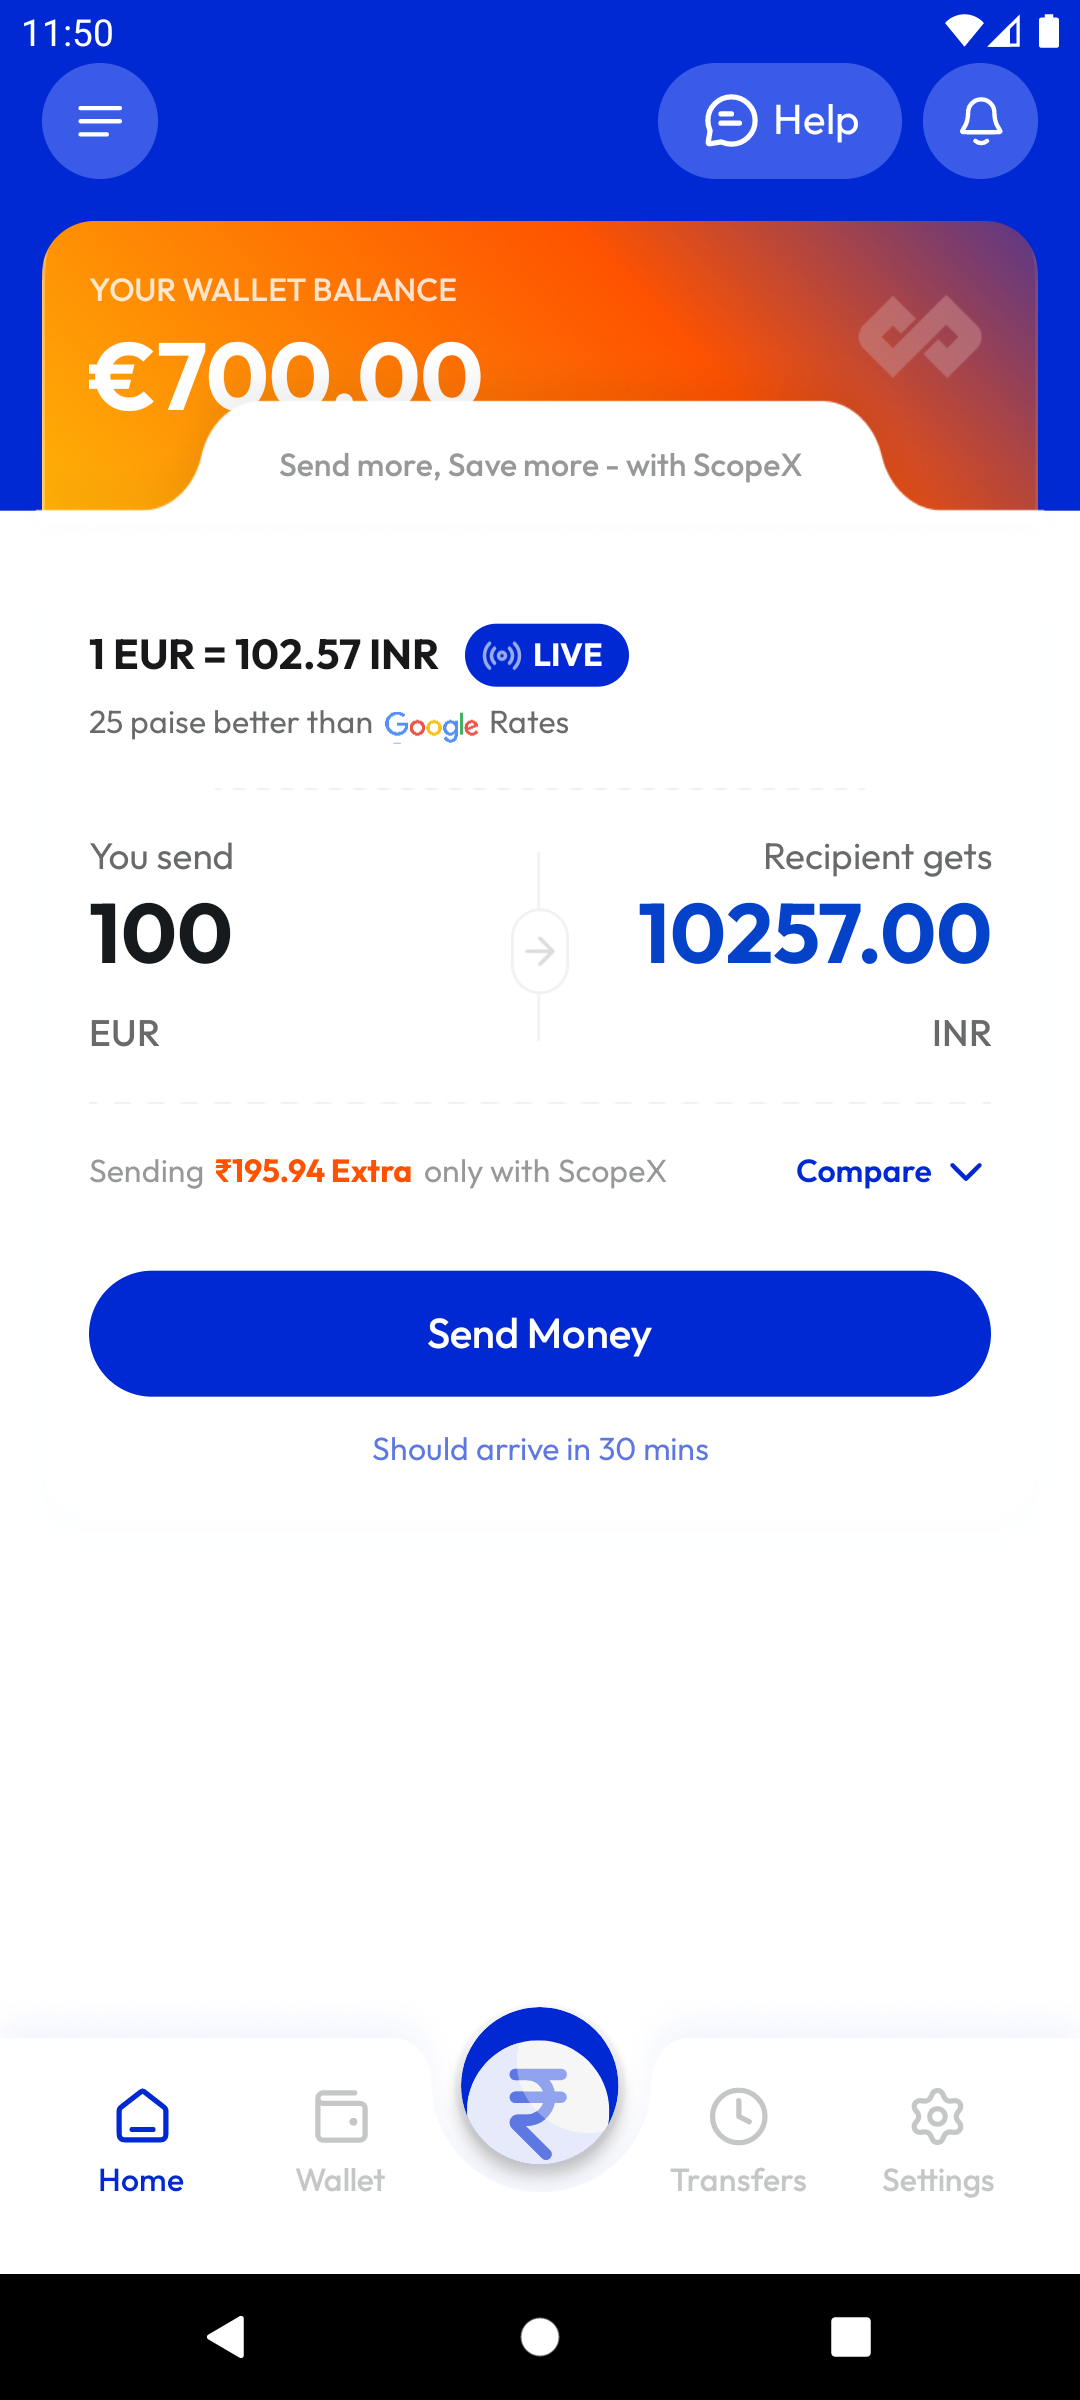 11:50
Help
YOUR WALLET BALANCE
€700.00
Send more, Save more - with ScopeX
1 EUR = 102.57 INR LIVE
25 paise better than Google Rates
You send Recipient gets
100 10257.00
EUR INR
Sending ₹195.94 Extra only with ScopeX Compare
Send Money
Should arrive in 30 mins
₹
Home Wallet Transfers Settings